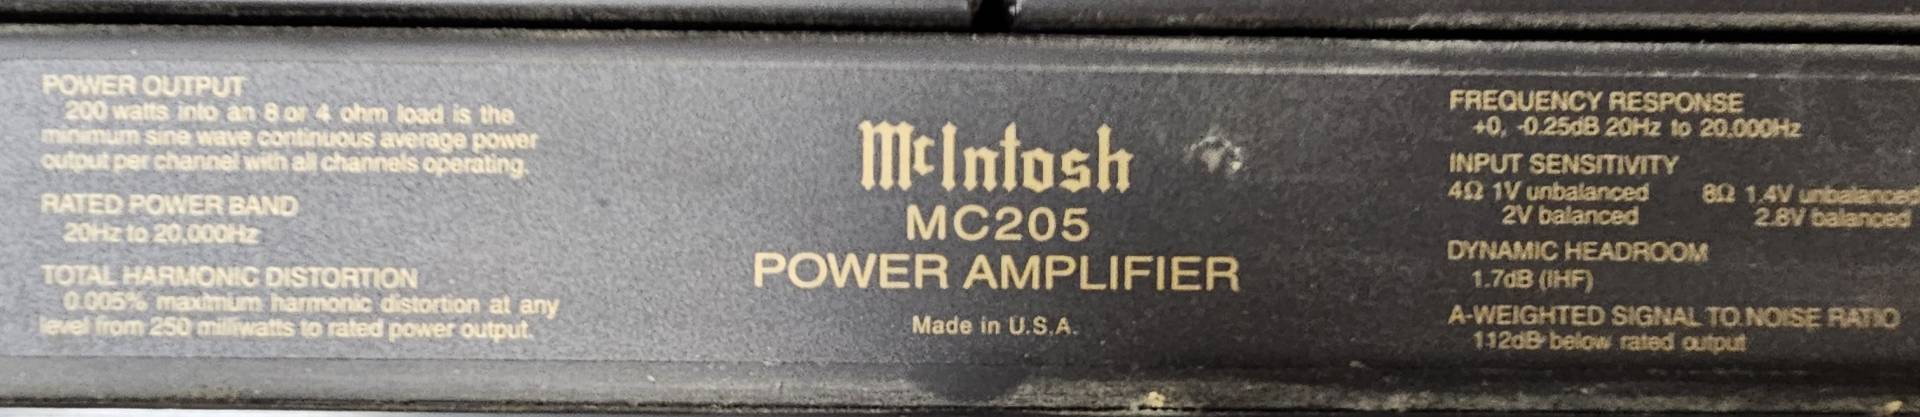 POWER OUTPUT
200 watts into an 8 or 4 ohm load is the
minimum sine wave continuous average power
output per channel with all channels operating.
RATED POWER BAND
20Hz to 20,000Hz
TOTAL HARMONIC DISTORTION
0.005% maximum harmonic distortion at any
level from 250 milliwatts to rated power output.
McIntosh
MC205
POWER AMPLIFIER
Made in U.S.A.
FREQUENCY RESPONSE
+0, -0.25dB 20Hz to 20,000Hz
INPUT SENSITIVITY
4Ω 1V unbalanced 8Ω 1.4V unbalanced
2V balanced 2.8V balanced
DYNAMIC HEADROOM
1.7dB (IHF)
A-WEIGHTED SIGNAL TO NOISE RATIO
112dB below rated output